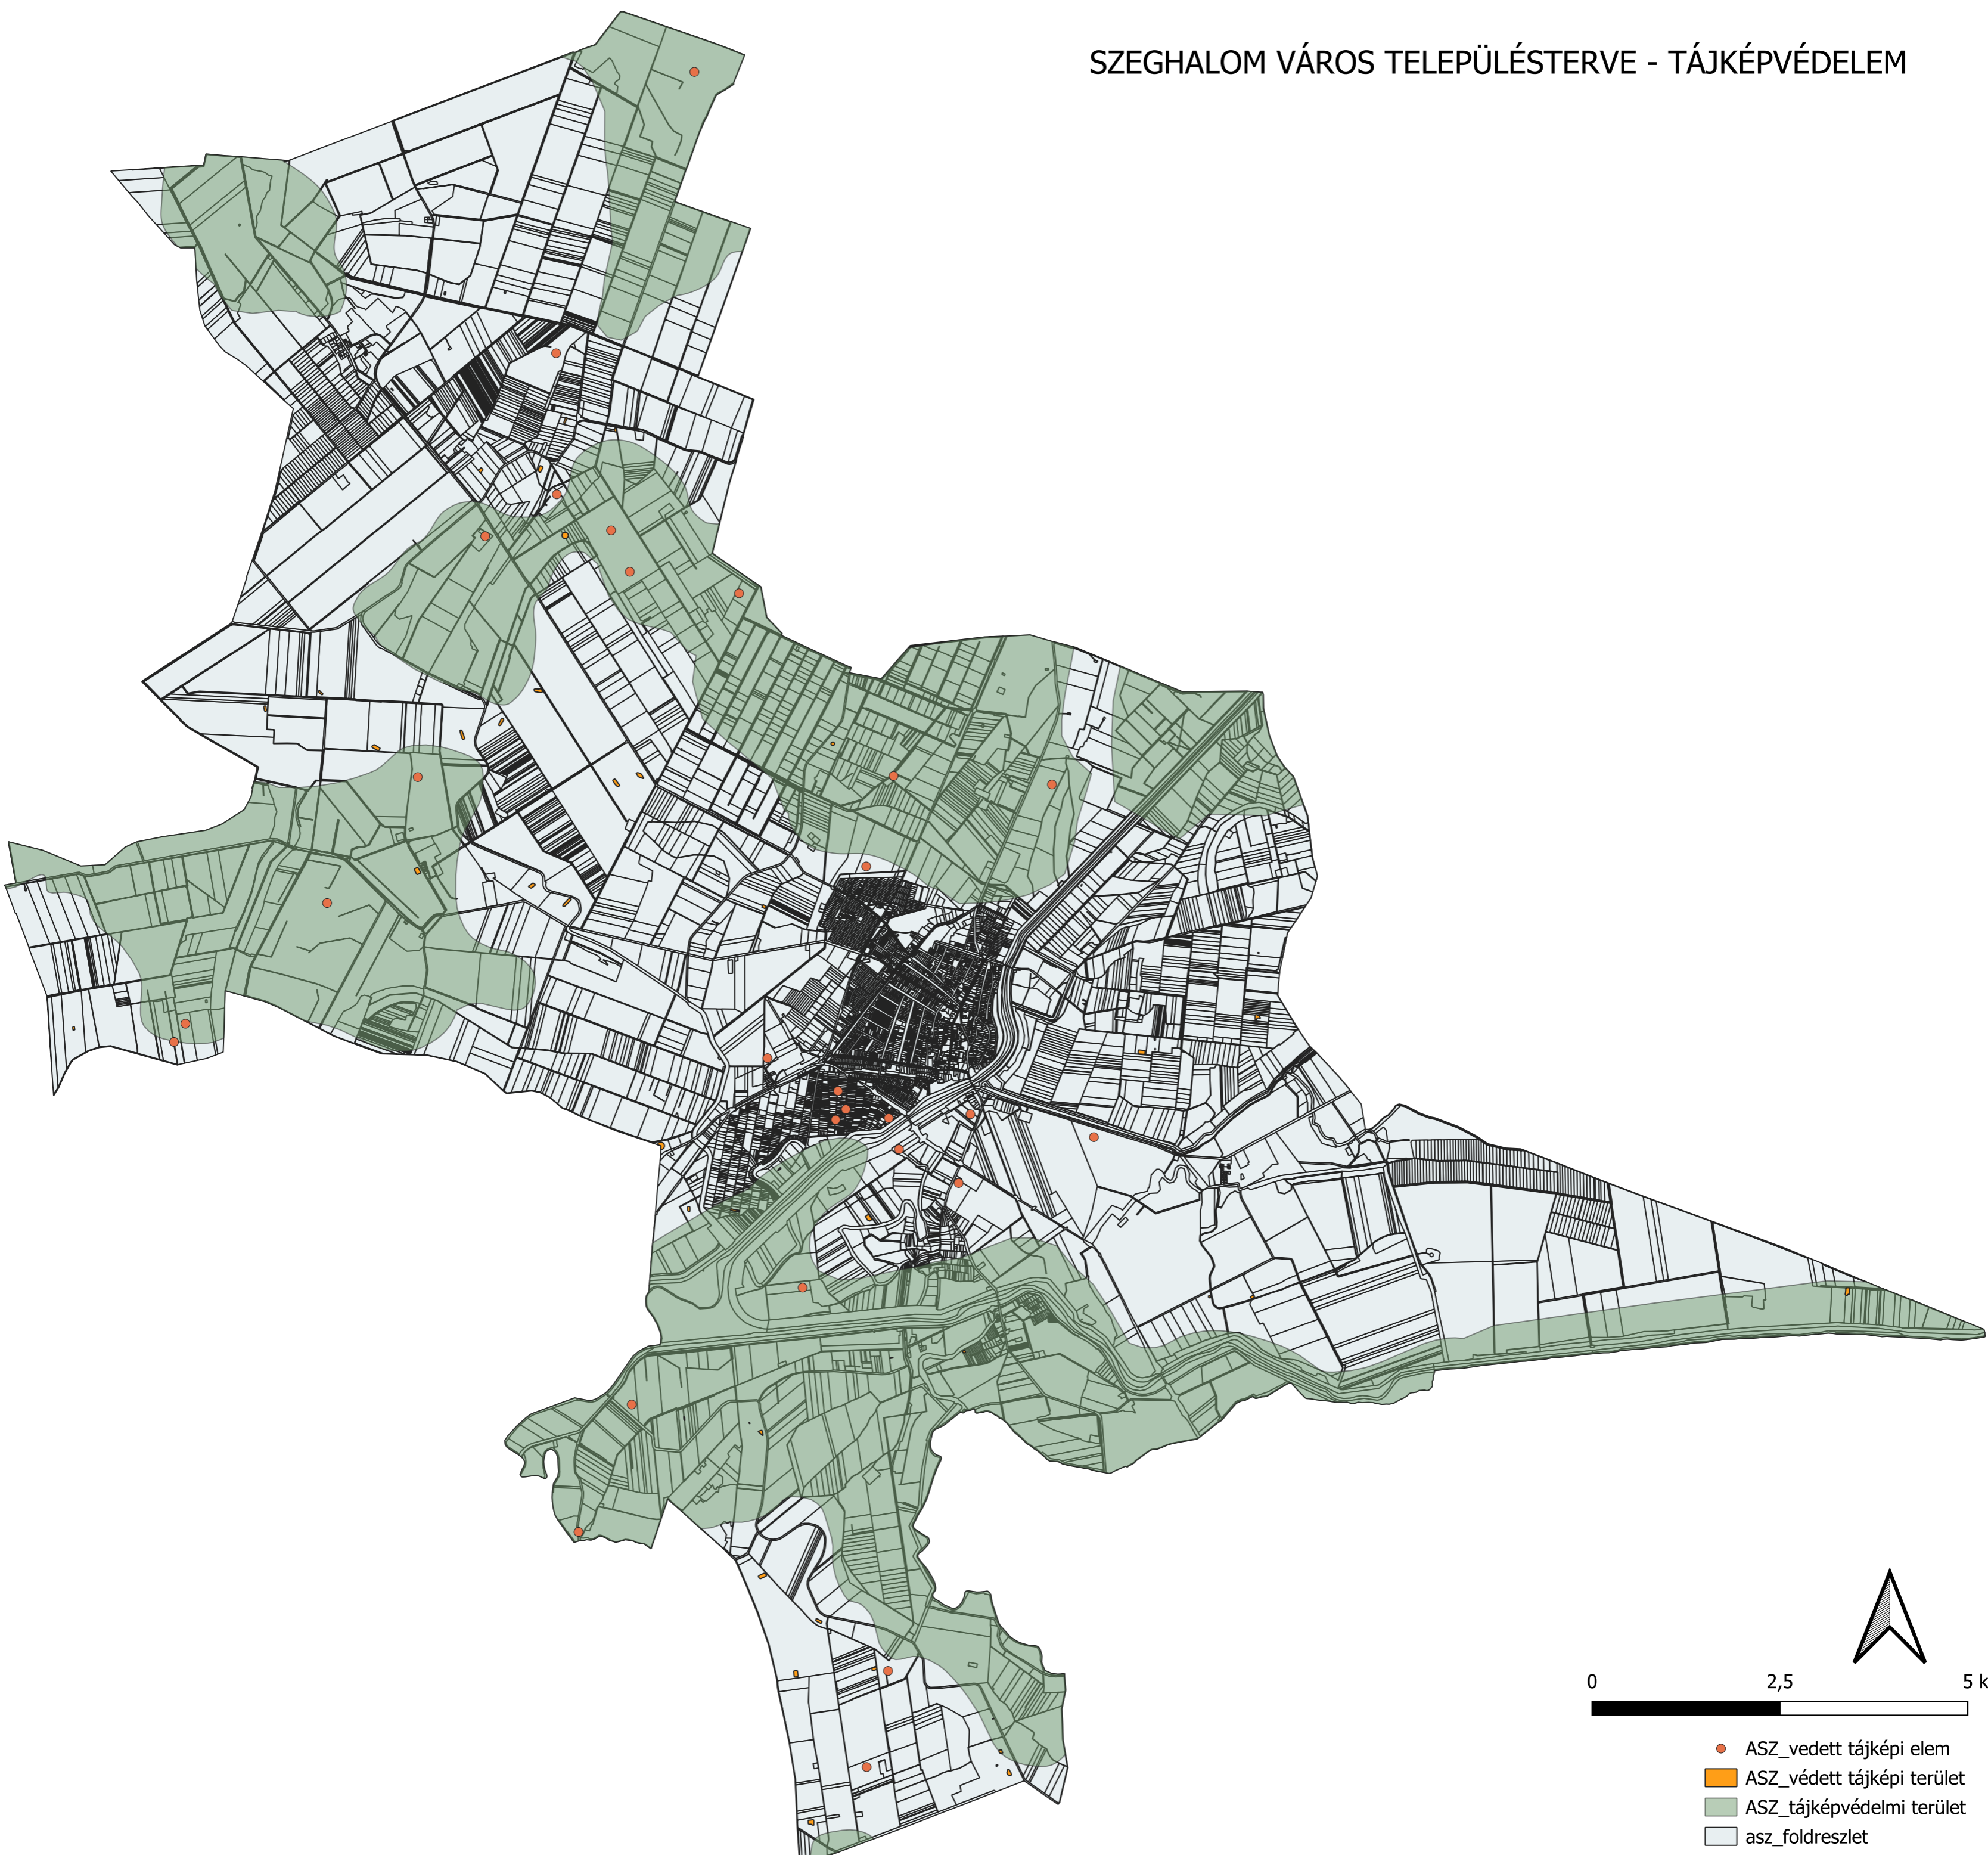 SZEGHALOM VÁROS TELEPÜLÉSTERVE - TÁJKÉPVÉDELEM
0 2,5 5 k
ASZ_vedett tájképi elem
ASZ_védett tájképi terület
ASZ_tájképvédelmi terület
asz_foldreszlet